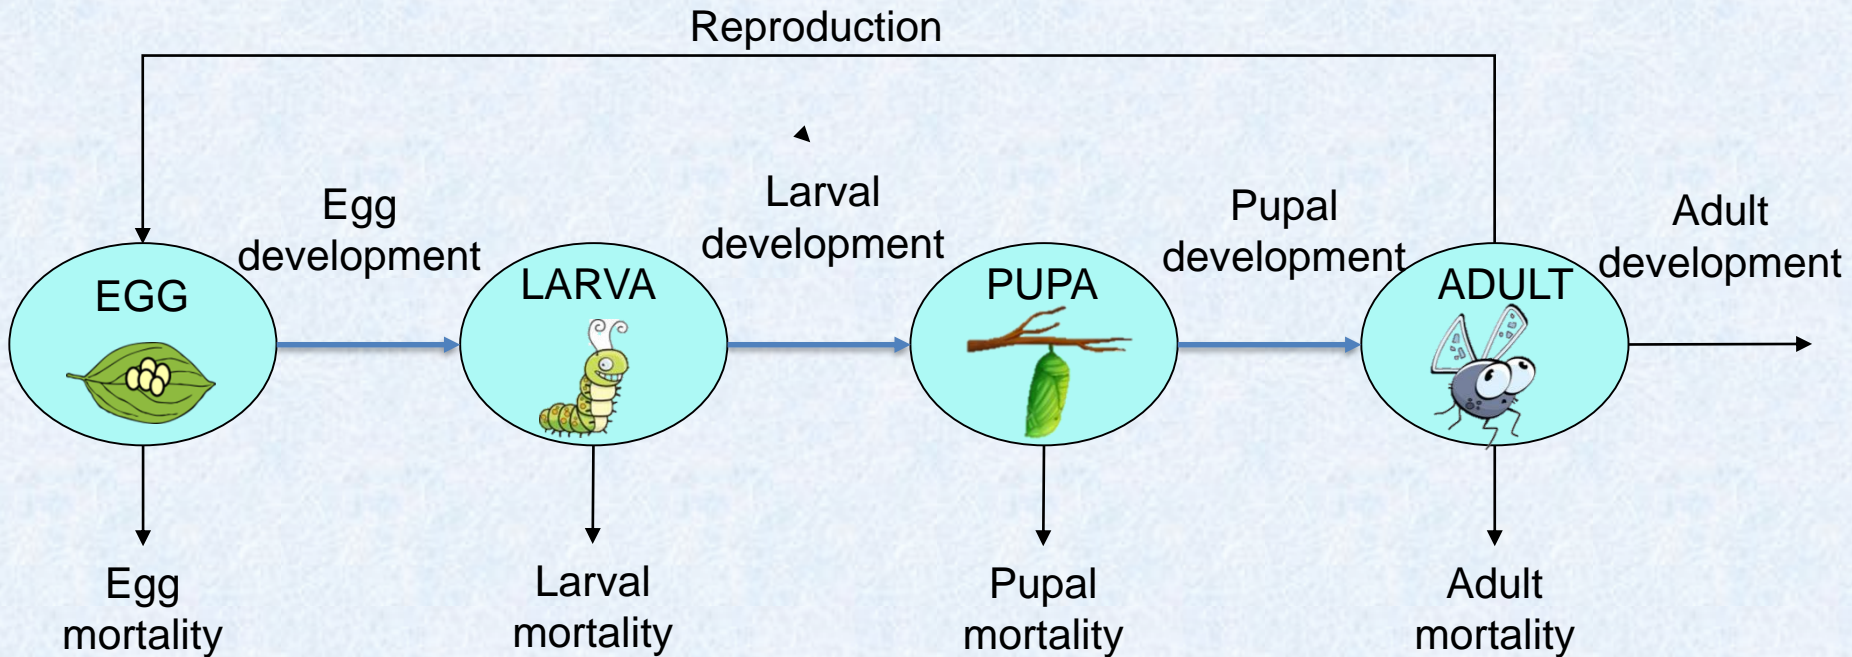 Reproduction
Egg
development
Larval
development
Pupal
development
Adult
development
EGG
LARVA
PUPA
ADULT
Egg
mortality
Larval
mortality
Pupal
mortality
Adult
mortality